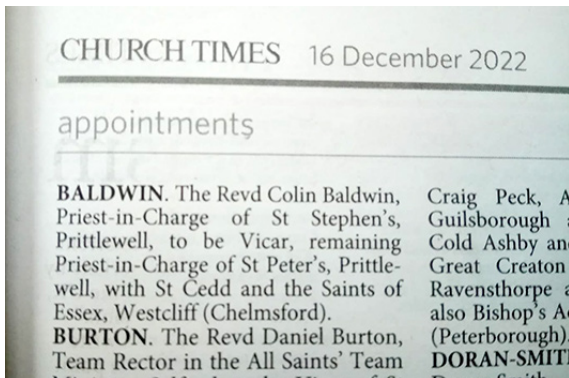 CHURCH TIMES 16 December 2022
appointments
BALDWIN. The Revd Colin Baldwin,
Priest-in-Charge of St Stephen's,
Prittlewell, to be Vicar, remaining
Priest-in-Charge of St Peter's, Prittle-
well, with St Cedd and the Saints of
Essex, Westcliff (Chelmsford).
BURTON. The Revd Daniel Burton,
Team Rector in the All Saints' Team
Craig Peck, A
Guilsborough
Cold Ashby and
Great Creaton
Ravensthorpe
also Bishop's
(Peterborough).
DORAN-SMIT